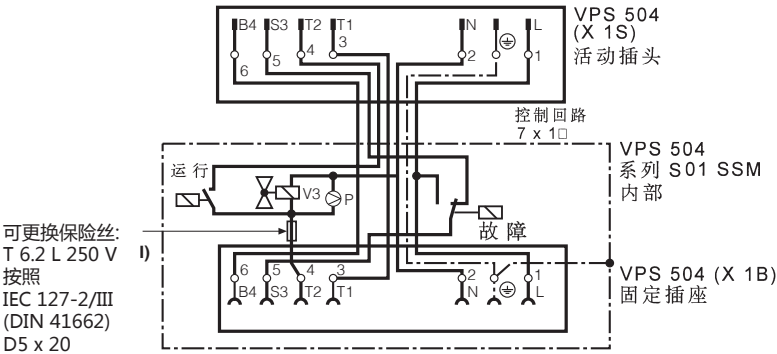 VPS 504
(X 1S)
活动插头
B4 S3 T2 T1 N L
6 5 4 3 2 1
控制回路
7 x 1□
VPS 504
系列 S01 SSM
内部
运行
V3 P
故障
可更换保险丝:
T 6.2 L 250 V I)
按照
IEC 127-2/III
(DIN 41662)
D5 x 20
6 5 4 3 2 1
B4 S3 T2 T1 N L
VPS 504 (X 1B)
固定插座